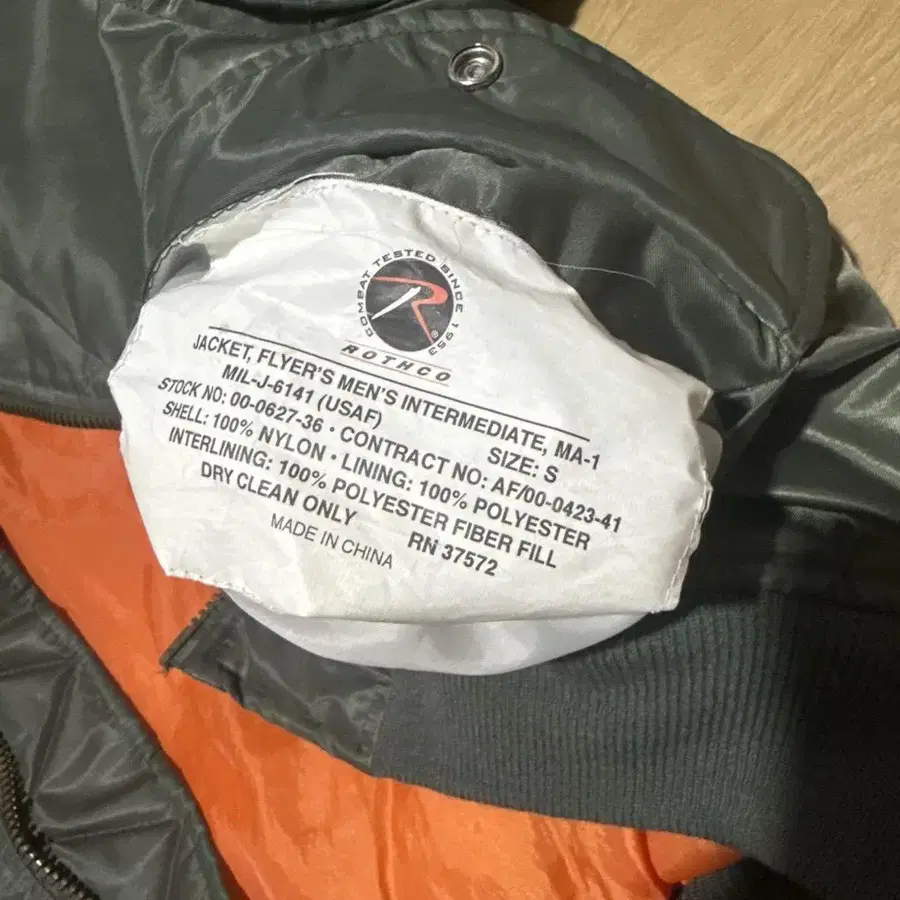 COMBAT TESTED SINCE 1953
R
®
ROTHCO
JACKET, FLYER'S MEN'S INTERMEDIATE, MA-1
MIL-J-6141 (USAF) SIZE: S
STOCK NO: 00-0627-36 • CONTRACT NO: AF/00-0423-41
SHELL: 100% NYLON • LINING: 100% POLYESTER
INTERLINING: 100% POLYESTER FIBER FILL
DRY CLEAN ONLY RN 37572
MADE IN CHINA